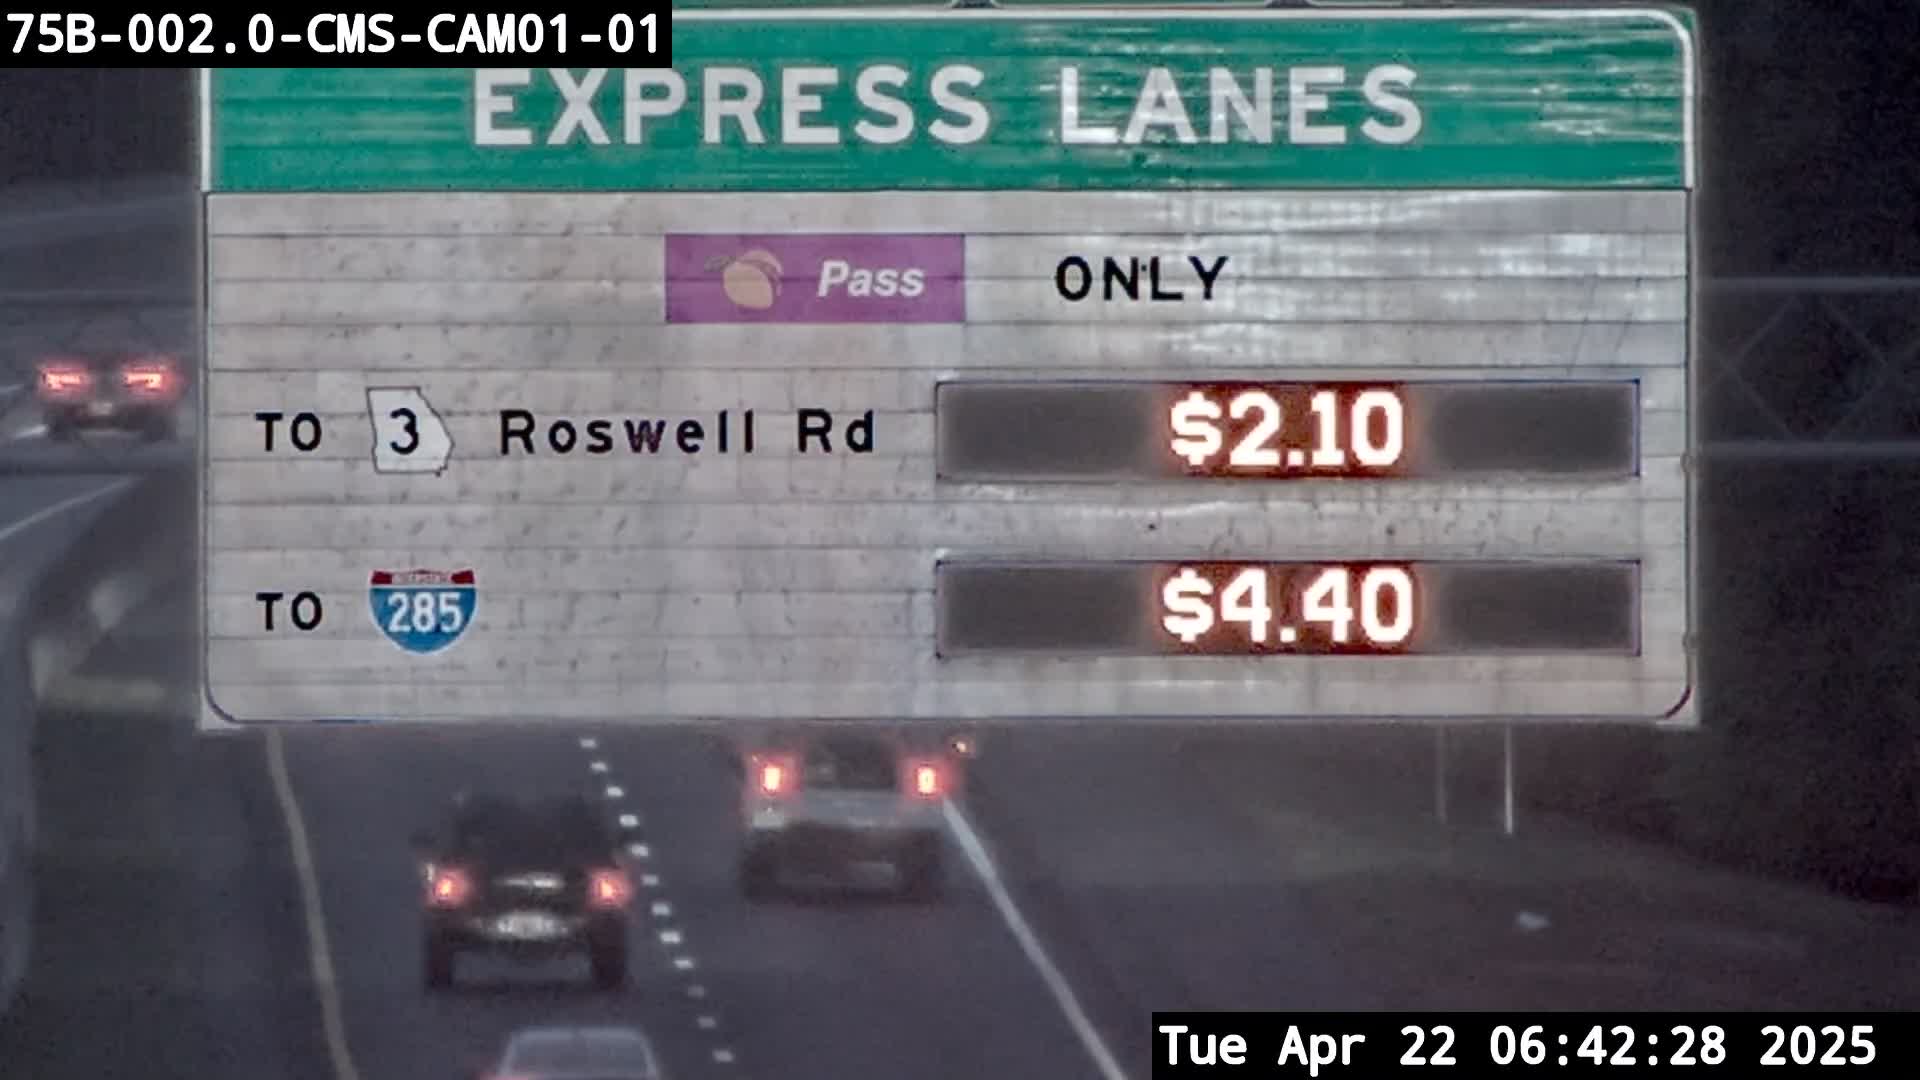 75B-002.0-CMS-CAM01-01
EXPRESS LANES
Pass ONLY
TO 3 Roswell Rd $2.10
TO 285 $4.40
Tue Apr 22 06:42:28 2025